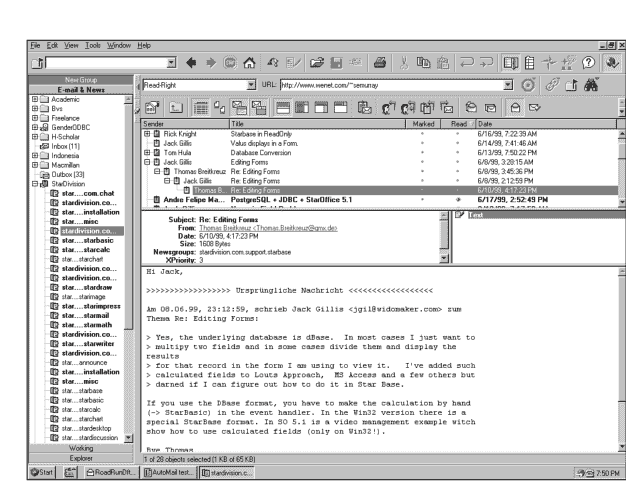 File Edit View Tools Window Help
New Group
E-mail & News
Academic
Bvs
Freelance
GenderODBC
Hi-Scholar
Inbox (11)
Indonesia
Macmillan
Outbox (33)
StarDivision
star....com.chat
stardivision.co...
star....installation
star....misc
stardivision.co...
star....starbasic
star....starcalc
star...starchart
stardivision.co...
stardivision.co...
star....stardraw
star...starimage
star....starimpress
star....starmail
star....starmath
stardivision.co...
star....starwriter
stardivision.co...
star...announce
star....installation
star....misc
star...starbase
star...starbasic
star...starcalc
star...starchart
star...stardesktop
star...stardiscussion
Working
Explorer
Read-Right URL: http://www.wenet.com/~semunay
Sender Title Marked Read Date
Rick Knight Starbase in ReadOnly 6/16/99, 7:22:39 AM
Jack Gillis Value displays in a Form. 6/14/99, 7:41:46 AM
Tom Hula Database Conversion 6/13/99, 7:50:22 PM
Jack Gillis Editing Forms 6/8/99, 3:28:15 AM
Thomas Breitkreuz Re: Editing Forms 6/8/99, 3:45:36 PM
Jack Gillis Re: Editing Forms 6/8/99, 2:12:59 PM
Thomas B... Re: Editing Forms 6/10/99, 4:17:23 PM
Andre Felipe Ma... PostgreSQL + JDBC + StarOffice 5.1 6/17/99, 2:52:49 PM
Subject: Re: Editing Forms
From: Thomas Breitkreuz <Thomas.Breitkreuz@gmx.de>
Date: 6/10/99, 4:17:23 PM
Size: 1608 Bytes
Newsgroups: stardivision.com.support.starbase
XPriority: 3
Text
Hi Jack,
>>>>>>>>>>>>>>>>>> Ursprüngliche Nachricht <<<<<<<<<<<<<<<<<<
Am 08.06.99, 23:12:59, schrieb Jack Gillis <jgil@widomaker.com> zum
Thema Re: Editing Forms:
> Yes, the underlying database is dBase. In most cases I just want to
> multipy two fields and in some cases divide them and display the
results
> for that record in the form I am using to view it. I've added such
> calculated fields to Louts Approach, MS Access and a few others but
> darned if I can figure out how to do it in Star Base.
If you use the DBase format, you have to make the calculation by hand
(-> StarBasic) in the event handler. In the Win32 version there is a
special StarBase format. In SO 5.1 is a video management example witch
show how to use calculated fields (only on Win32!).
Bye Thomas
1 of 28 objects selected (1 KB of 65 KB)
Start RoadRunDft... AutoMail test... stardivision.c... 7:50 PM